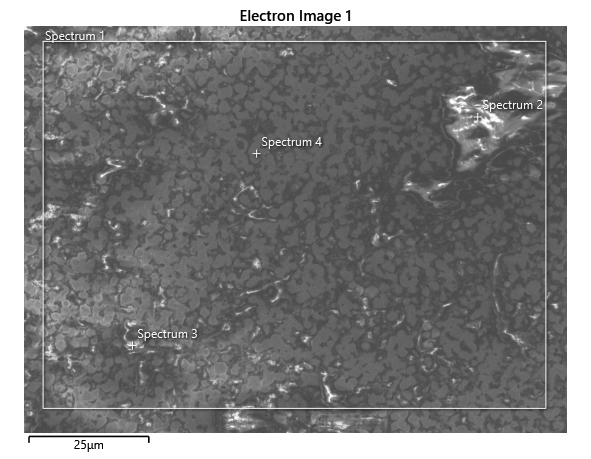 Electron Image 1
Spectrum 1
Spectrum 2
Spectrum 4
Spectrum 3
25µm